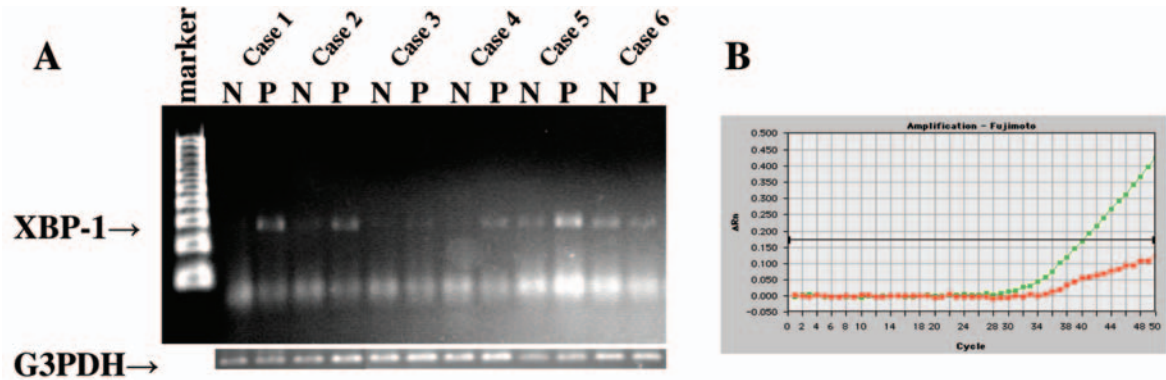 A
marker
Case 1 Case 2 Case 3 Case 4 Case 5 Case 6
N P N P N P N P N P N P
XBP-1→
G3PDH→
B
Amplification - Fujimoto
0.500
0.450
0.400
0.350
0.300
0.250
0.200
0.150
0.100
0.050
0.000
-0.050
ΔRn
0 2 4 6 8 10 12 14 18 20 24 28 30 34 38 40 44 48 50
Cycle